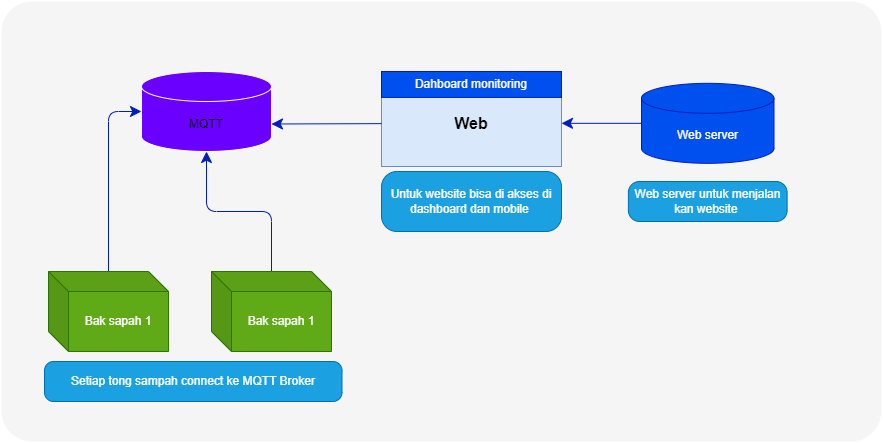 Dahboard monitoring
MQTT
Web
Web server
Untuk website bisa di akses di
dashboard dan mobile
Web server untuk menjalan
kan website
Bak sapah 1
Bak sapah 1
Setiap tong sampah connect ke MQTT Broker